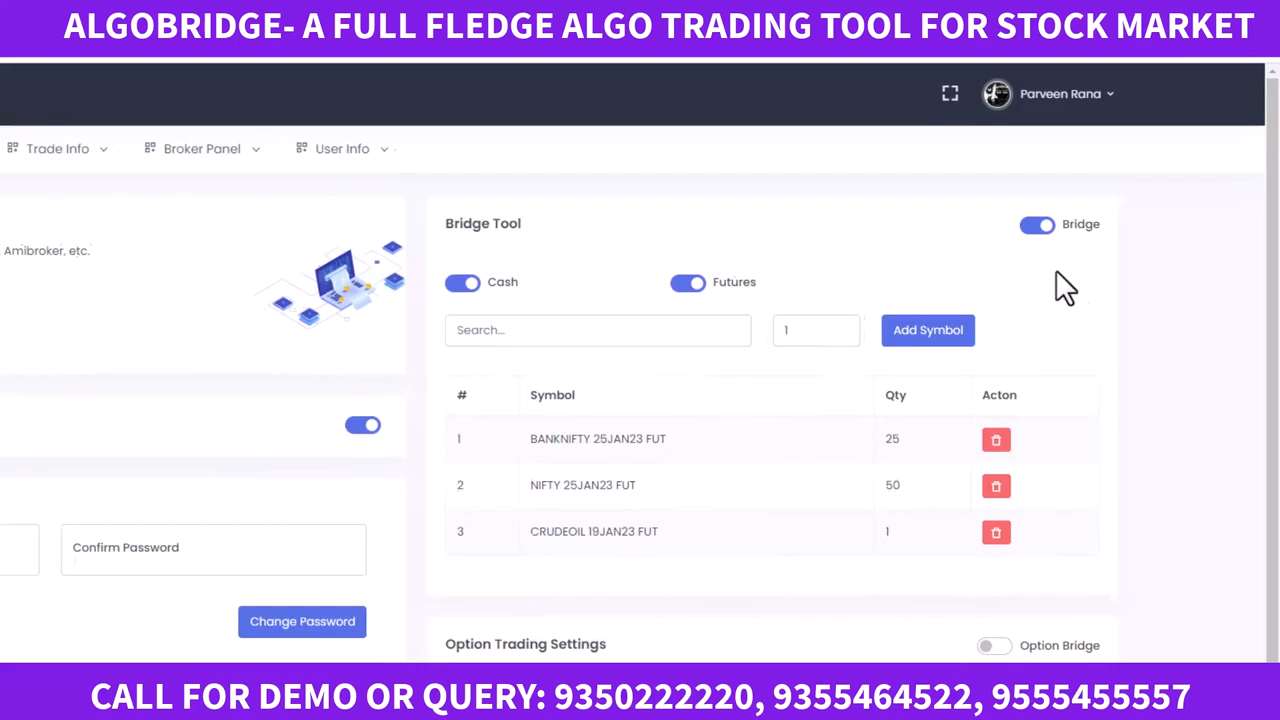 ALGOBRIDGE- A FULL FLEDGE ALGO TRADING TOOL FOR STOCK MARKET
Parveen Rana
Trade Info Broker Panel User Info
Amibroker, etc.
Bridge Tool Bridge
Cash Futures
Search... 1 Add Symbol
# Symbol Qty Acton
1 BANKNIFTY 25JAN23 FUT 25
2 NIFTY 25JAN23 FUT 50
3 CRUDEOIL 19JAN23 FUT 1
Confirm Password
Change Password
Option Trading Settings Option Bridge
CALL FOR DEMO OR QUERY: 9350222220, 9355464522, 9555455557